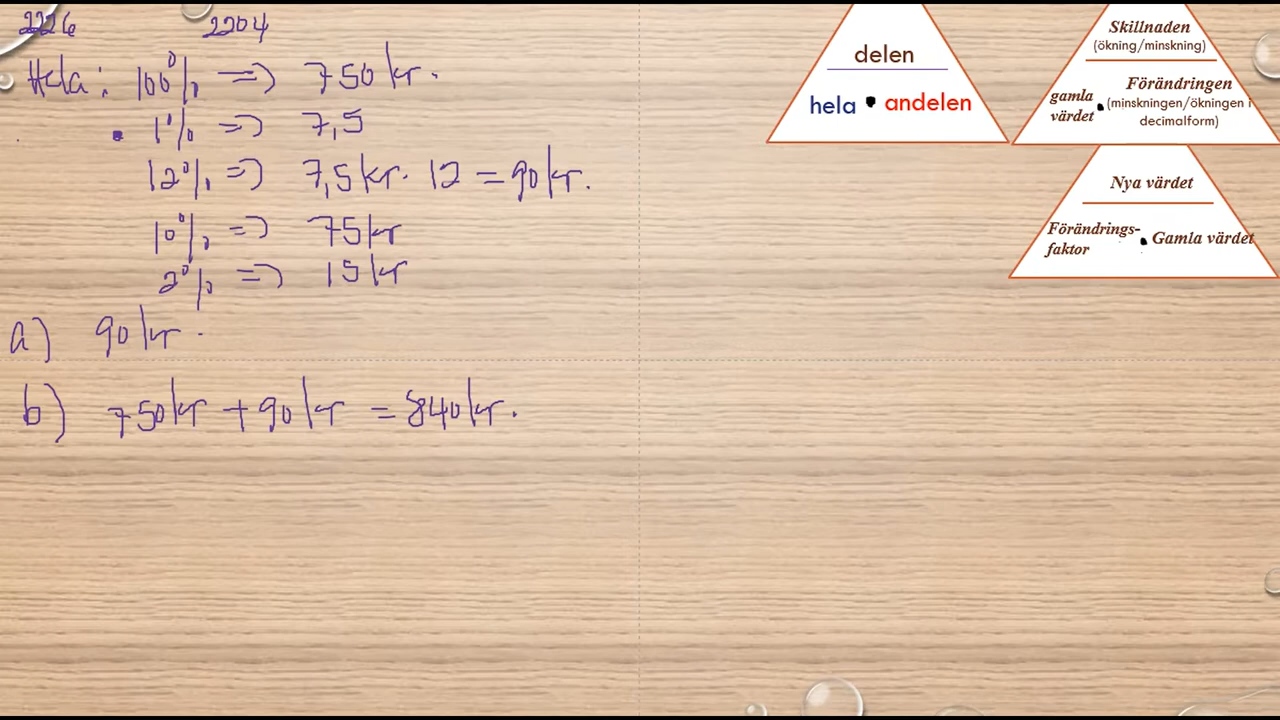 2226 2204
Hela: 100% => 750 kr.
1% => 7,5
12% => 7,5 kr. 12 = 90 kr.
10% => 75 kr
2% => 15 kr
a) 90 kr.
b) 750 kr + 90 kr = 840 kr.
delen
hela • andelen
Skillnaden
(ökning/minskning)
gamla värdet • Förändringen
(minskningen/ökningen i
decimalform)
Nya värdet
Förändrings-
faktor • Gamla värdet